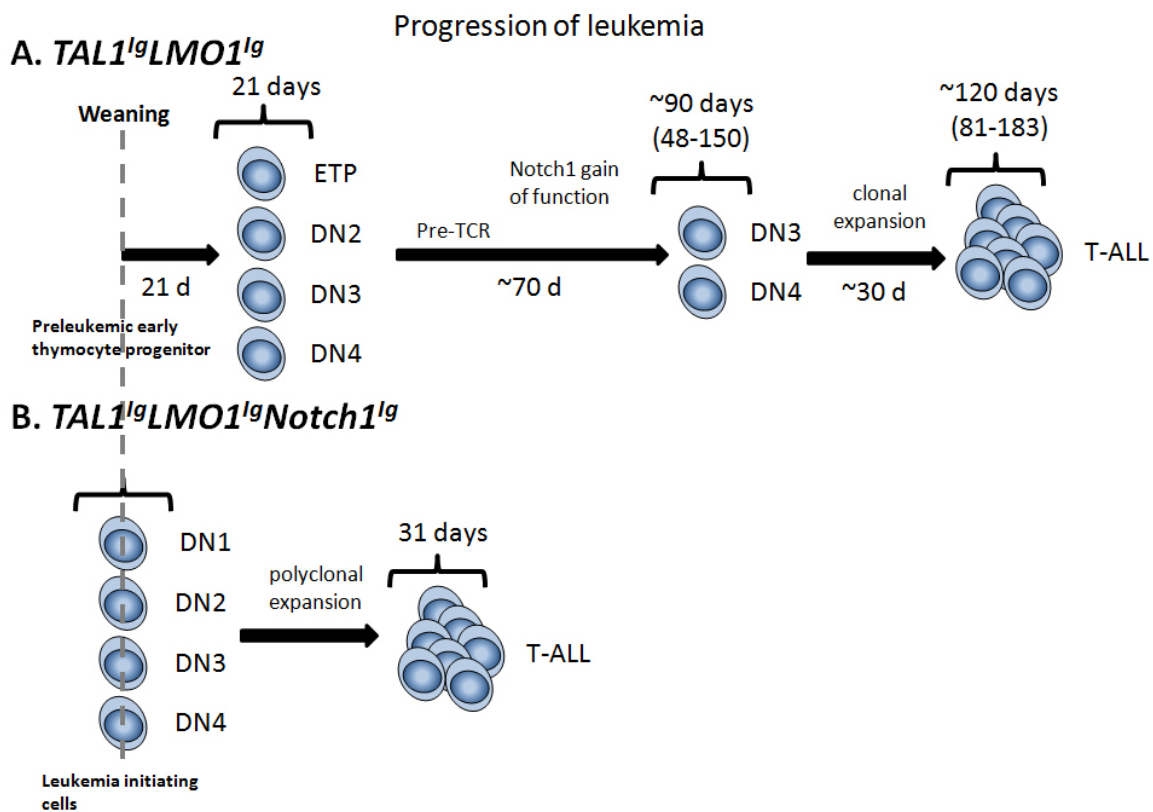 Progression of leukemia
A. TAL1lgLMO1lg
Weaning
21 days
~90 days
(48-150)
~120 days
(81-183)
ETP
DN2
DN3
DN4
21 d
Preleukemic early
thymocyte progenitor
Pre-TCR
Notch1 gain
of function
~70 d
DN3
DN4
clonal
expansion
~30 d
T-ALL
B. TAL1lgLMO1lgNotch1lg
DN1
DN2
DN3
DN4
Leukemia initiating
cells
polyclonal
expansion
31 days
T-ALL